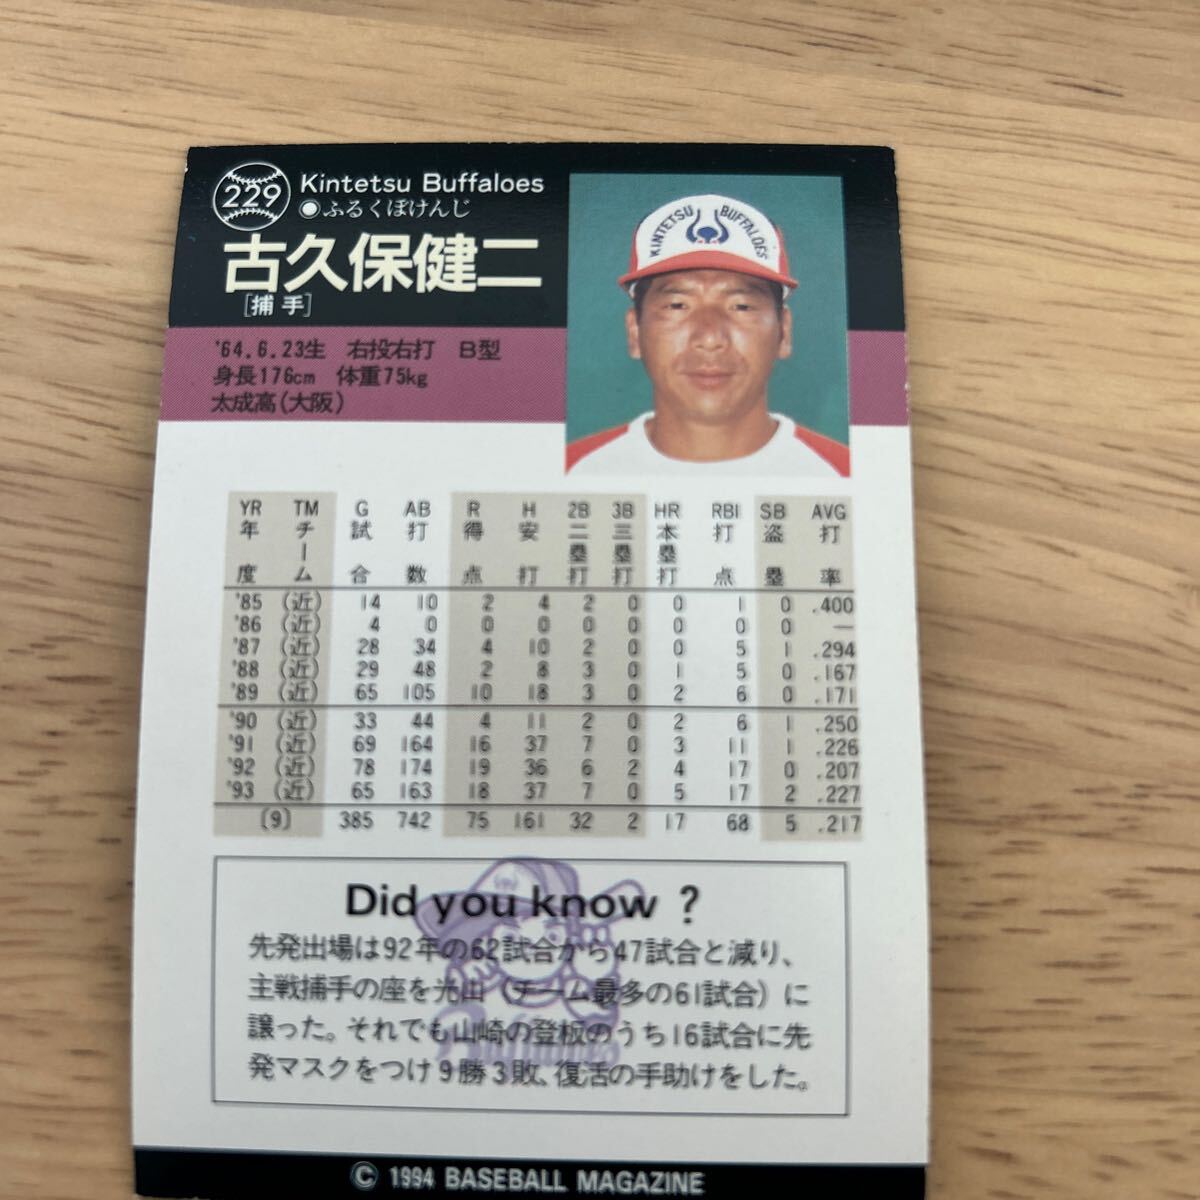 229
Kintetsu Buffaloes
◉ふるくぼけんじ
古久保健二
[捕手]
KINTETSU BUFFALOES
'64.6.23生 右投右打 B型
身長176cm 体重75kg
太成高(大阪)
YR TM G AB R H 2B 3B HR RBI SB AVG
年度 チーム 試合 打数 得点 安打 二塁打 三塁打 本塁打 打点 盗塁 打率
'85 (近) 14 10 2 4 2 0 0 1 0 .400
'86 (近) 4 0 0 0 0 0 0 0 0 —
'87 (近) 28 34 4 10 2 0 0 5 1 .294
'88 (近) 29 48 2 8 3 0 1 5 0 .167
'89 (近) 65 105 10 18 3 0 2 6 0 .171
'90 (近) 33 44 4 11 2 0 2 6 1 .250
'91 (近) 69 164 16 37 7 0 3 11 1 .226
'92 (近) 78 174 19 36 6 2 4 17 0 .207
'93 (近) 65 163 18 37 7 0 5 17 2 .227
〔9〕 385 742 75 161 32 2 17 68 5 .217
Did you know ?
先発出場は92年の62試合から47試合と減り、
主戦捕手の座を光山（チーム最多の61試合）に
譲った。それでも山崎の登板のうち16試合に先
発マスクをつけ9勝3敗、復活の手助けをした。
© 1994 BASEBALL MAGAZINE